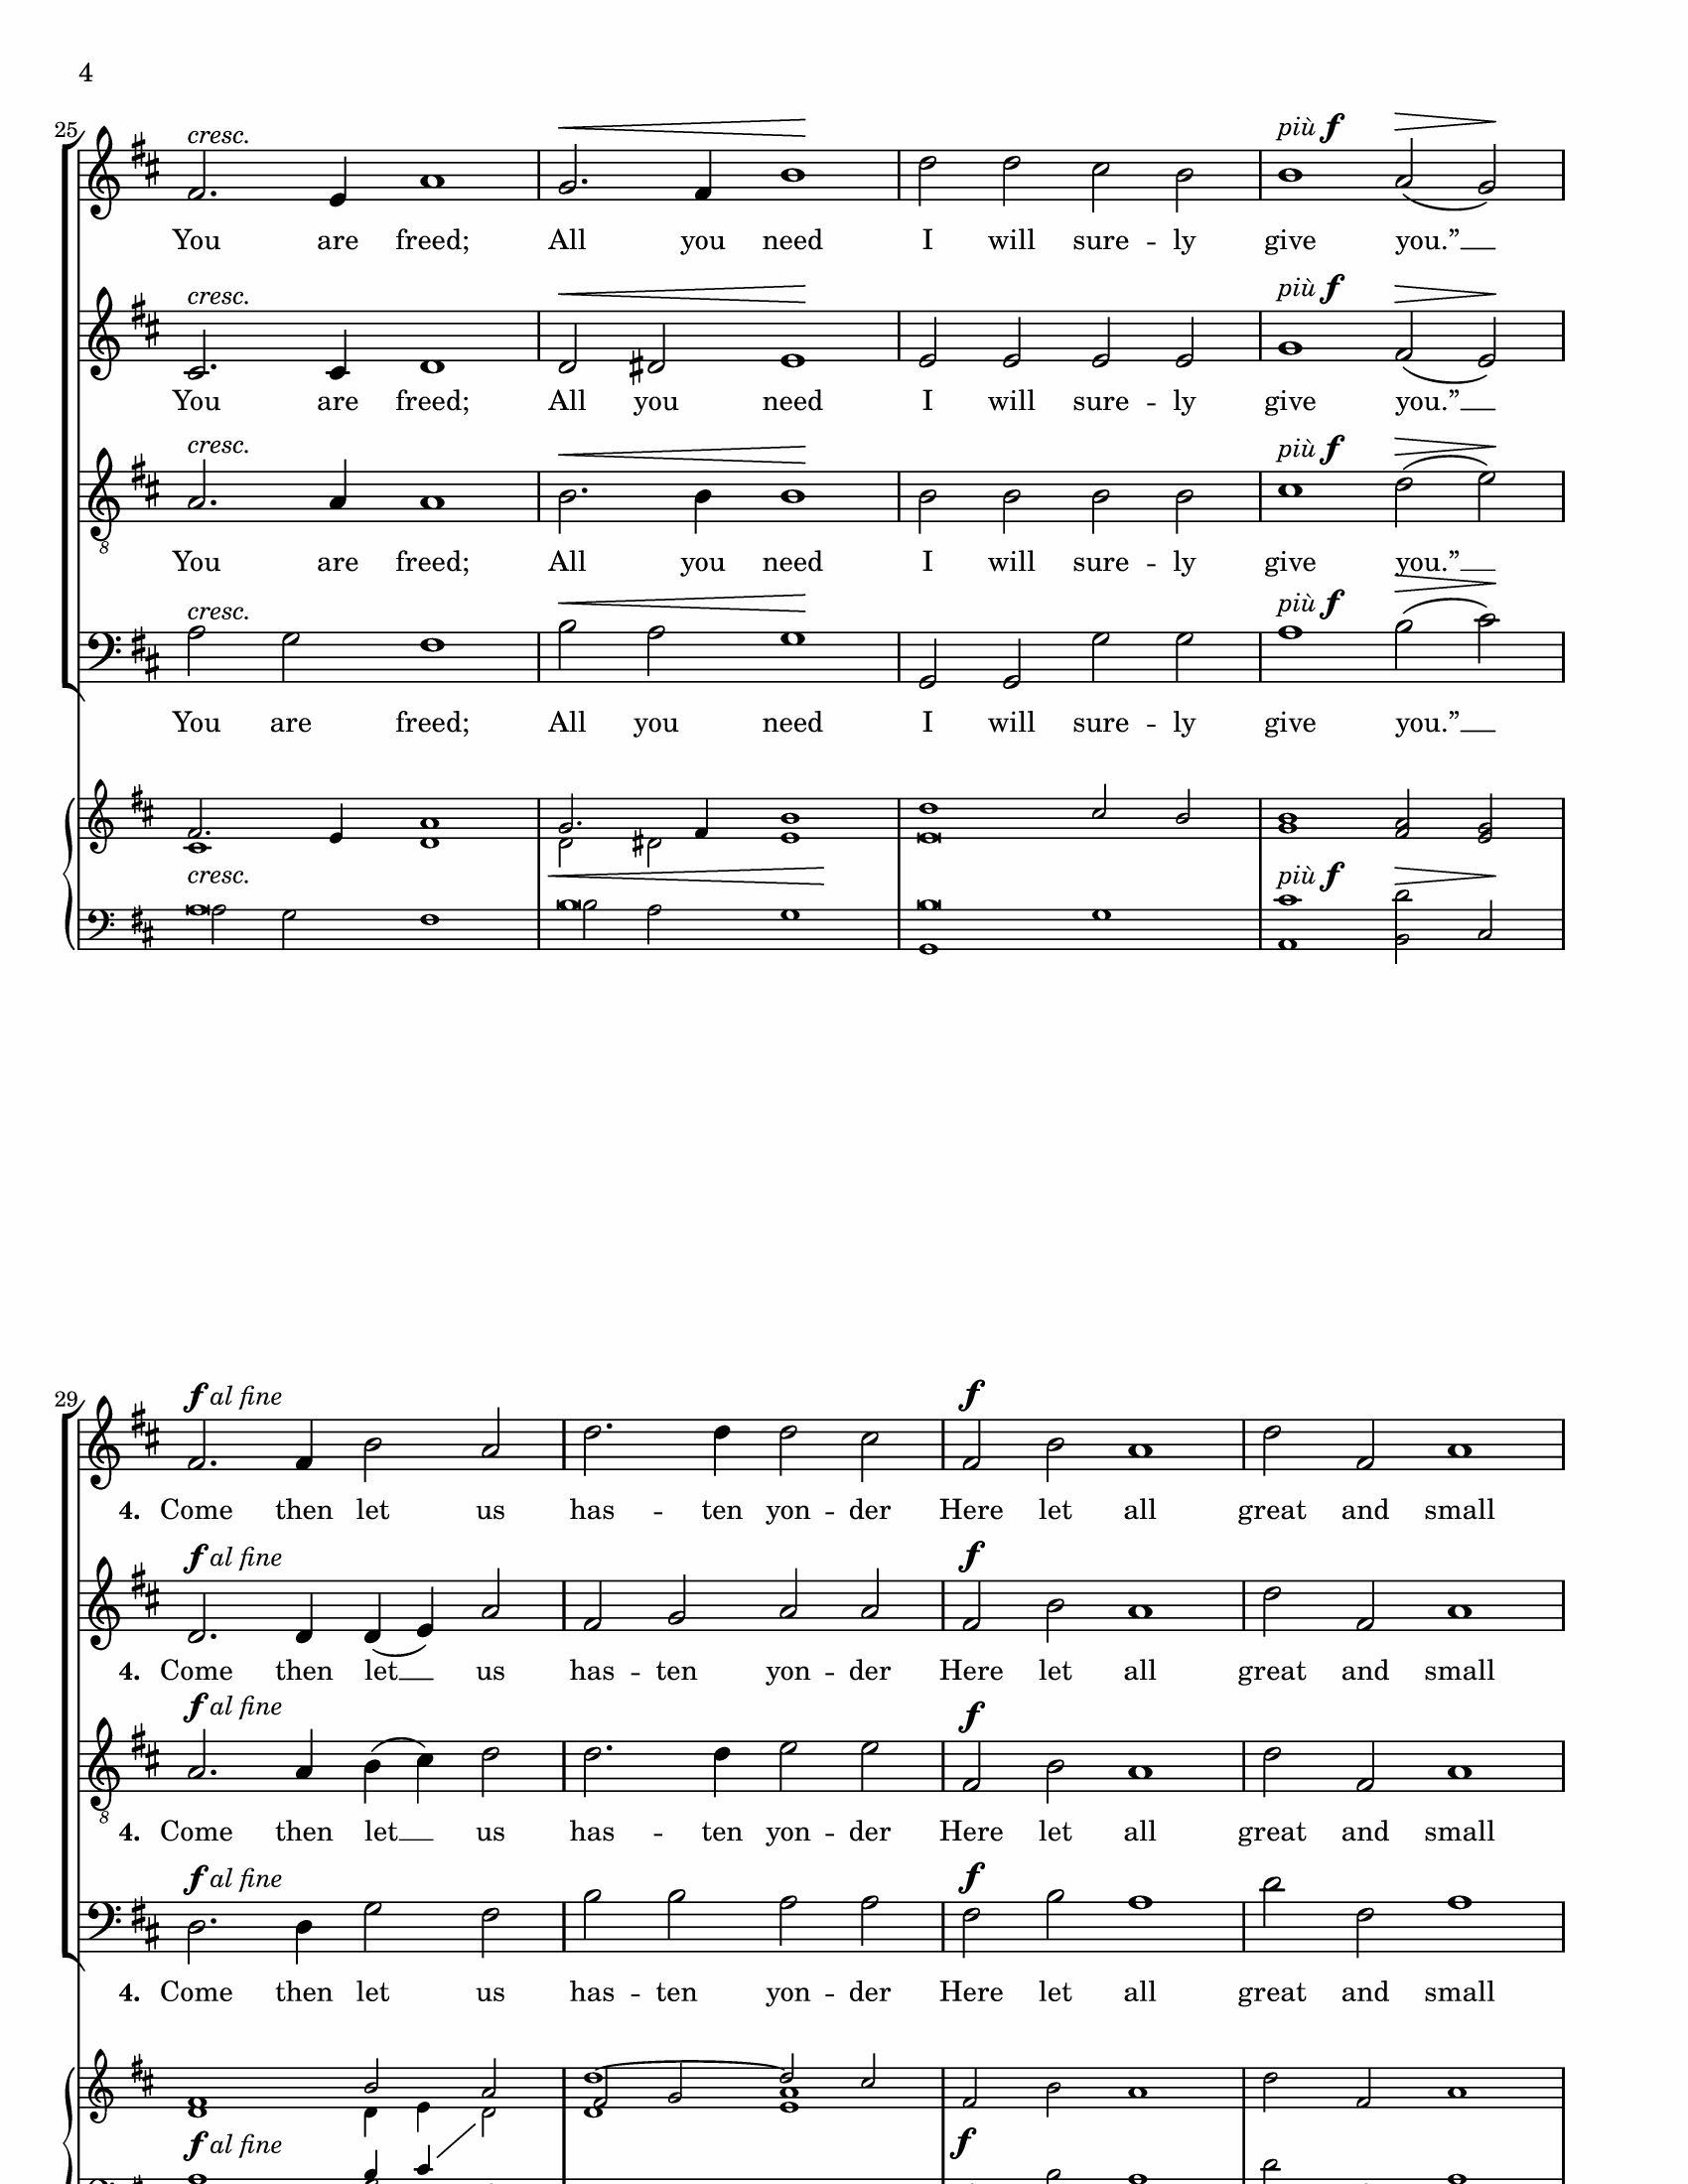 4
25
cresc.
You are freed; All you need I will sure -- ly give you.” __
più f
cresc.
You are freed; All you need I will sure -- ly give you.” __
più f
cresc.
You are freed; All you need I will sure -- ly give you.” __
più f
cresc.
You are freed; All you need I will sure -- ly give you.” __
più f
cresc. più f
29
f al fine f
4. Come then let us has -- ten yon -- der Here let all great and small
f al fine f
4. Come then let __ us has -- ten yon -- der Here let all great and small
f al fine f
4. Come then let __ us has -- ten yon -- der Here let all great and small
f al fine f
4. Come then let us has -- ten yon -- der Here let all great and small
f al fine f